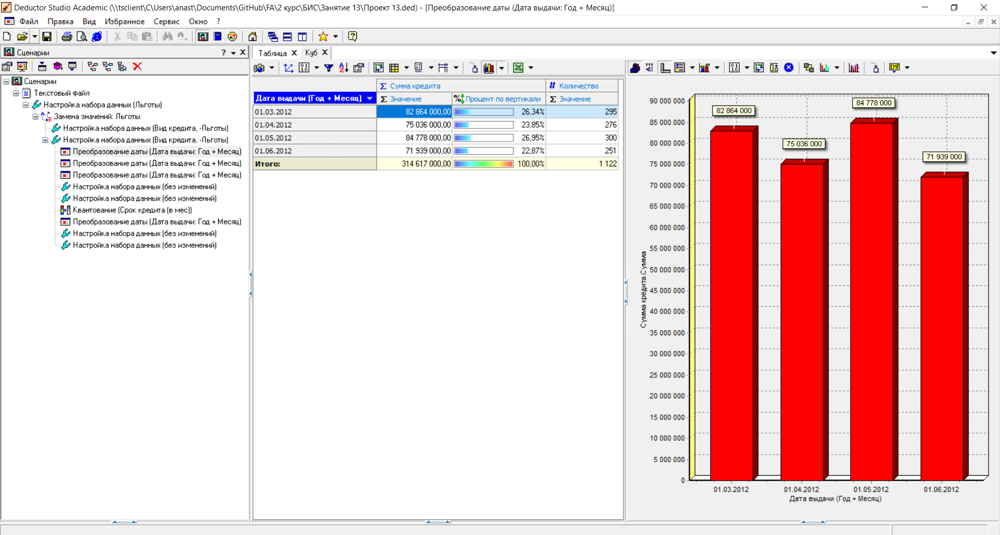 Deductor Studio Academic (\\tsclient\C\Users\anast\Documents\GitHub\FA\2 курс\БИС\Занятие 13\Проект 13.ded) - [Преобразование даты (Дата выдачи: Год + Месяц)]
Файл Правка Вид Избранное Сервис Окно ?
Сценарии
Сценарии
Текстовый файл
Настройка набора данных (Льготы)
Замена значений: Льготы
Настройка набора данных (Вид кредита, -Льготы)
Настройка набора данных (Вид кредита, -Льготы)
Преобразование даты (Дата выдачи: Год + Месяц)
Преобразование даты (Дата выдачи: Год + Месяц)
Преобразование даты (Дата выдачи: Год + Месяц)
Настройка набора данных (без изменений)
Настройка набора данных (без изменений)
Квантование (Срок кредита (в мес))
Преобразование даты (Дата выдачи: Год + Месяц)
Настройка набора данных (без изменений)
Настройка набора данных (без изменений)
Таблица Куб
Σ Сумма кредита # Количество
Дата выдачи (Год + Месяц) Σ Значение % Процент по вертикали Σ Значение
01.03.2012 82 864 000,00 26,34% 295
01.04.2012 75 036 000,00 23,85% 276
01.05.2012 84 778 000,00 26,95% 300
01.06.2012 71 939 000,00 22,87% 251
Итого: 314 617 000,00 100,00% 1 122
EMF
90 000 000
85 000 000
80 000 000
75 000 000
70 000 000
65 000 000
60 000 000
55 000 000
50 000 000
45 000 000
40 000 000
35 000 000
30 000 000
25 000 000
20 000 000
15 000 000
10 000 000
5 000 000
0
Сумма кредита.Сумма
82 864 000
75 036 000
84 778 000
71 939 000
01.03.2012 01.04.2012 01.05.2012 01.06.2012
Дата выдачи (Год + Месяц)